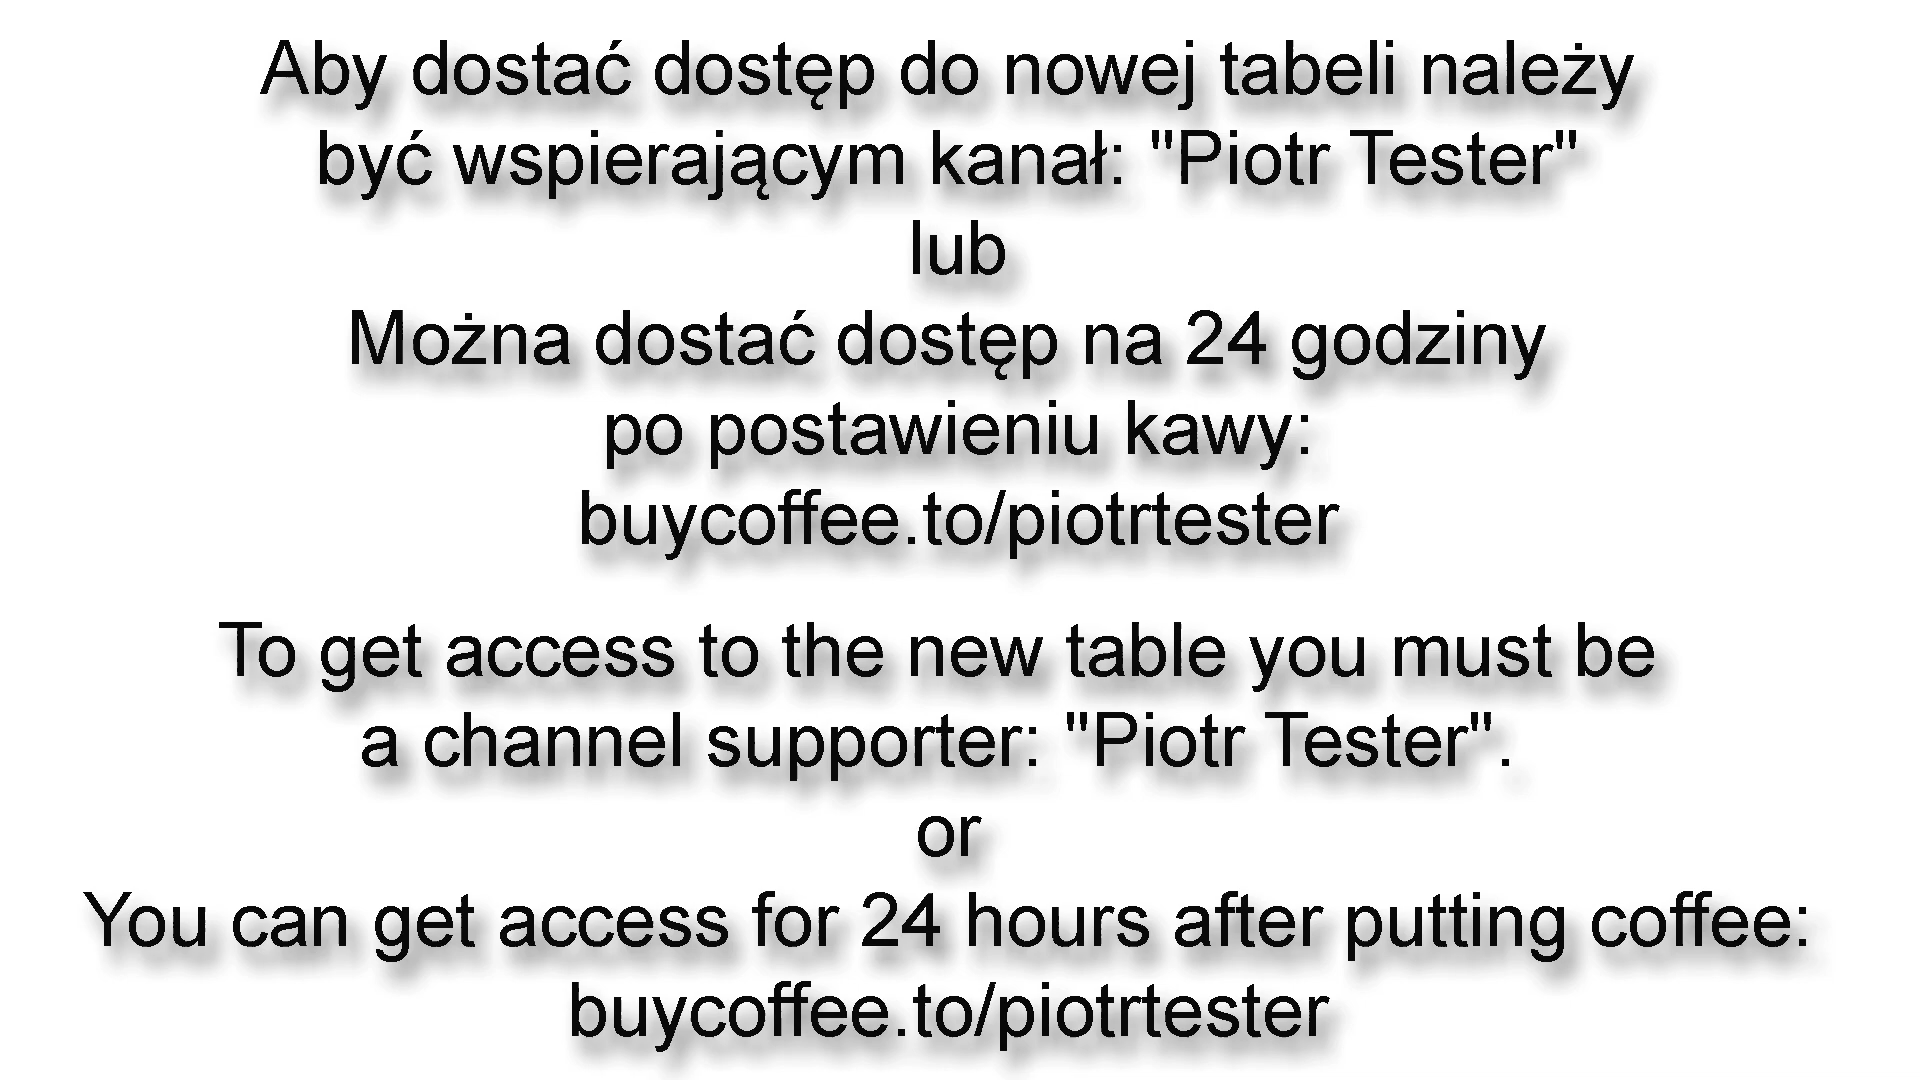 Aby dostać dostęp do nowej tabeli należy
być wspierającym kanał: "Piotr Tester"
lub
Można dostać dostęp na 24 godziny
po postawieniu kawy:
buycoffee.to/piotrtester
To get access to the new table you must be
a channel supporter: "Piotr Tester".
or
You can get access for 24 hours after putting coffee:
buycoffee.to/piotrtester